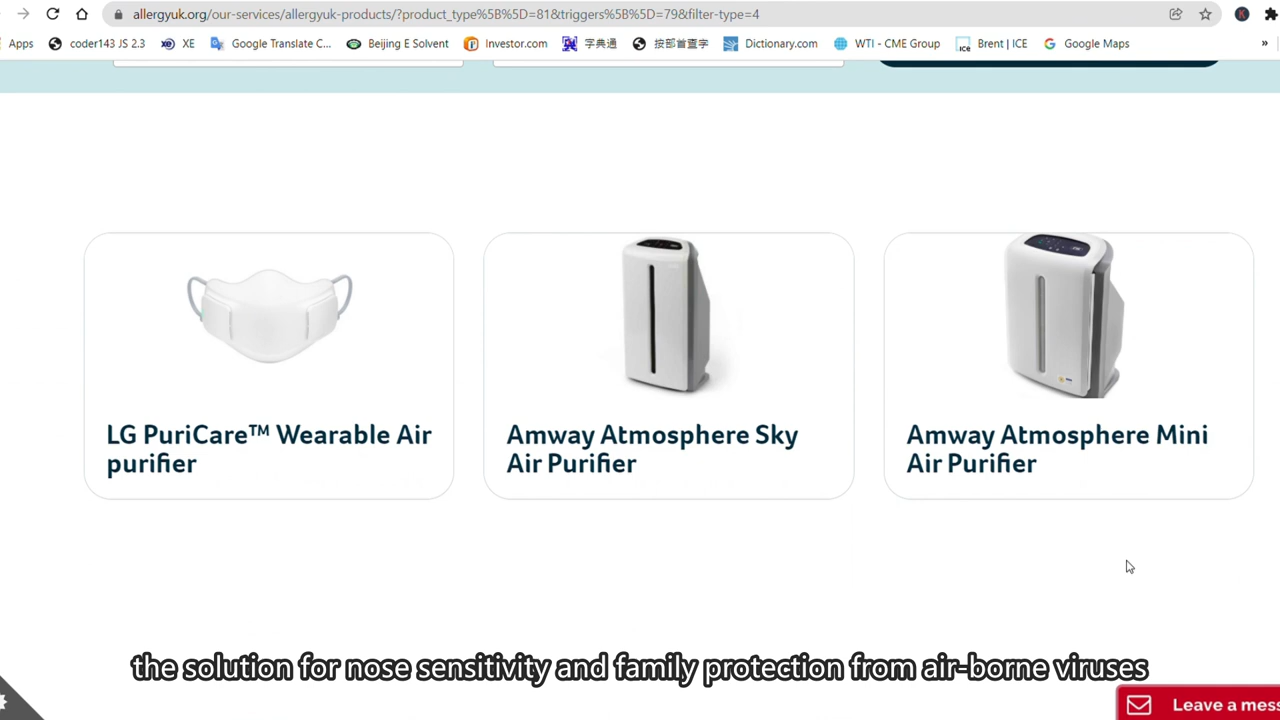 allergyuk.org/our-services/allergyuk-products/?product_type%5B%5D=81&triggers%5B%5D=79&filter-type=4
K
Apps coder143 JS 2.3 XE Google Translate C... Beijing E Solvent Investor.com 字典通 按部首查字 Dictionary.com WTI - CME Group ice Brent | ICE Google Maps »
LG PuriCare™ Wearable Air
purifier
Amway Atmosphere Sky
Air Purifier
Amway Atmosphere Mini
Air Purifier
the solution for nose sensitivity and family protection from air-borne viruses
Leave a mess